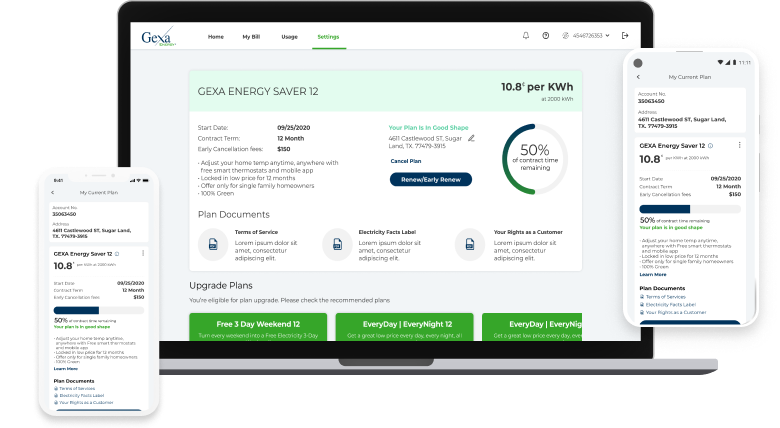 Gexa
ENERGY
Home
My Bill
Usage
Settings
4546726353
GEXA ENERGY SAVER 12
10.8¢ per KWh
at 2000 kWh
Start Date: 09/25/2020
Contract Term: 12 Month
Early Cancellation fees: $150
• Adjust your home temp anytime, anywhere with
free smart thermostats and mobile app
• Locked in low price for 12 months
• Offer only for single family homeowners
• 100% Green
Your Plan Is In Good Shape
4611 Castlewood ST, Sugar
Land, TX. 77479-3915
Cancel Plan
Renew/Early Renew
50%
of contract time
remaining
Plan Documents
Terms of Services
Lorem ipsum dolor sit
amet, consectetur
adipiscing elit.
Electricity Facts Label
Lorem ipsum dolor sit
amet, consectetur
adipiscing elit.
Your Rights as a Customer
Lorem ipsum dolor sit
amet, consectetur
adipiscing elit.
Upgrade Plans
You're eligible for plan upgrade. Please check the recommended plans
Free 3 Day Weekend 12
Turn every weekend into a Free Electricity 3-Day
EveryDay | EveryNight 12
Get a great low price every day, every night, all
EveryDay | EveryNig
Get a great low price every day, ever
9:41
My Current Plan
Account No.
35063450
Address
4611 Castlewood ST, Sugar Land,
TX. 77479-3915
GEXA Energy Saver 12
10.8¢ per KWh at 2000 kWh
Start Date 09/25/2020
Contract Term 12 Month
Early Cancellation fees $150
50% of contract time remaining
Your plan is in good shape
• Adjust your home temp anytime,
anywhere with Free smart thermostats
and mobile app
• Locked in low price for 12 months
• Offer only for single family homeowners
• 100% Green
Learn More
Plan Documents
Terms of Services
Electricity Facts Label
Your Rights as a Customer
11:11
My Current Plan
Account No.
35063450
Address
4611 Castlewood ST, Sugar Land,
TX. 77479-3915
GEXA Energy Saver 12
10.8¢ per KWH at 2000 kWh
Start Date 09/25/2020
Contract Term 12 Month
Early Cancellation fees $150
50% of contract time remaining
Your plan is in good shape
• Adjust your home temp anytime,
anywhere with Free smart thermostats
and mobile app
• Locked in low price for 12 months
• Offer only for single family homeowners
• 100% Green
Learn More
Plan Documents
Terms of Services
Electricity Facts Label
Your Rights as a Customer